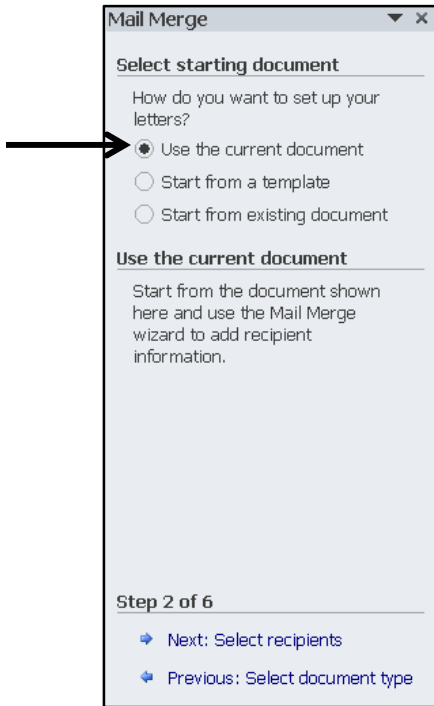 Mail Merge
Select starting document
How do you want to set up your
letters?
Use the current document
Start from a template
Start from existing document
Use the current document
Start from the document shown
here and use the Mail Merge
wizard to add recipient
information.
Step 2 of 6
Next: Select recipients
Previous: Select document type